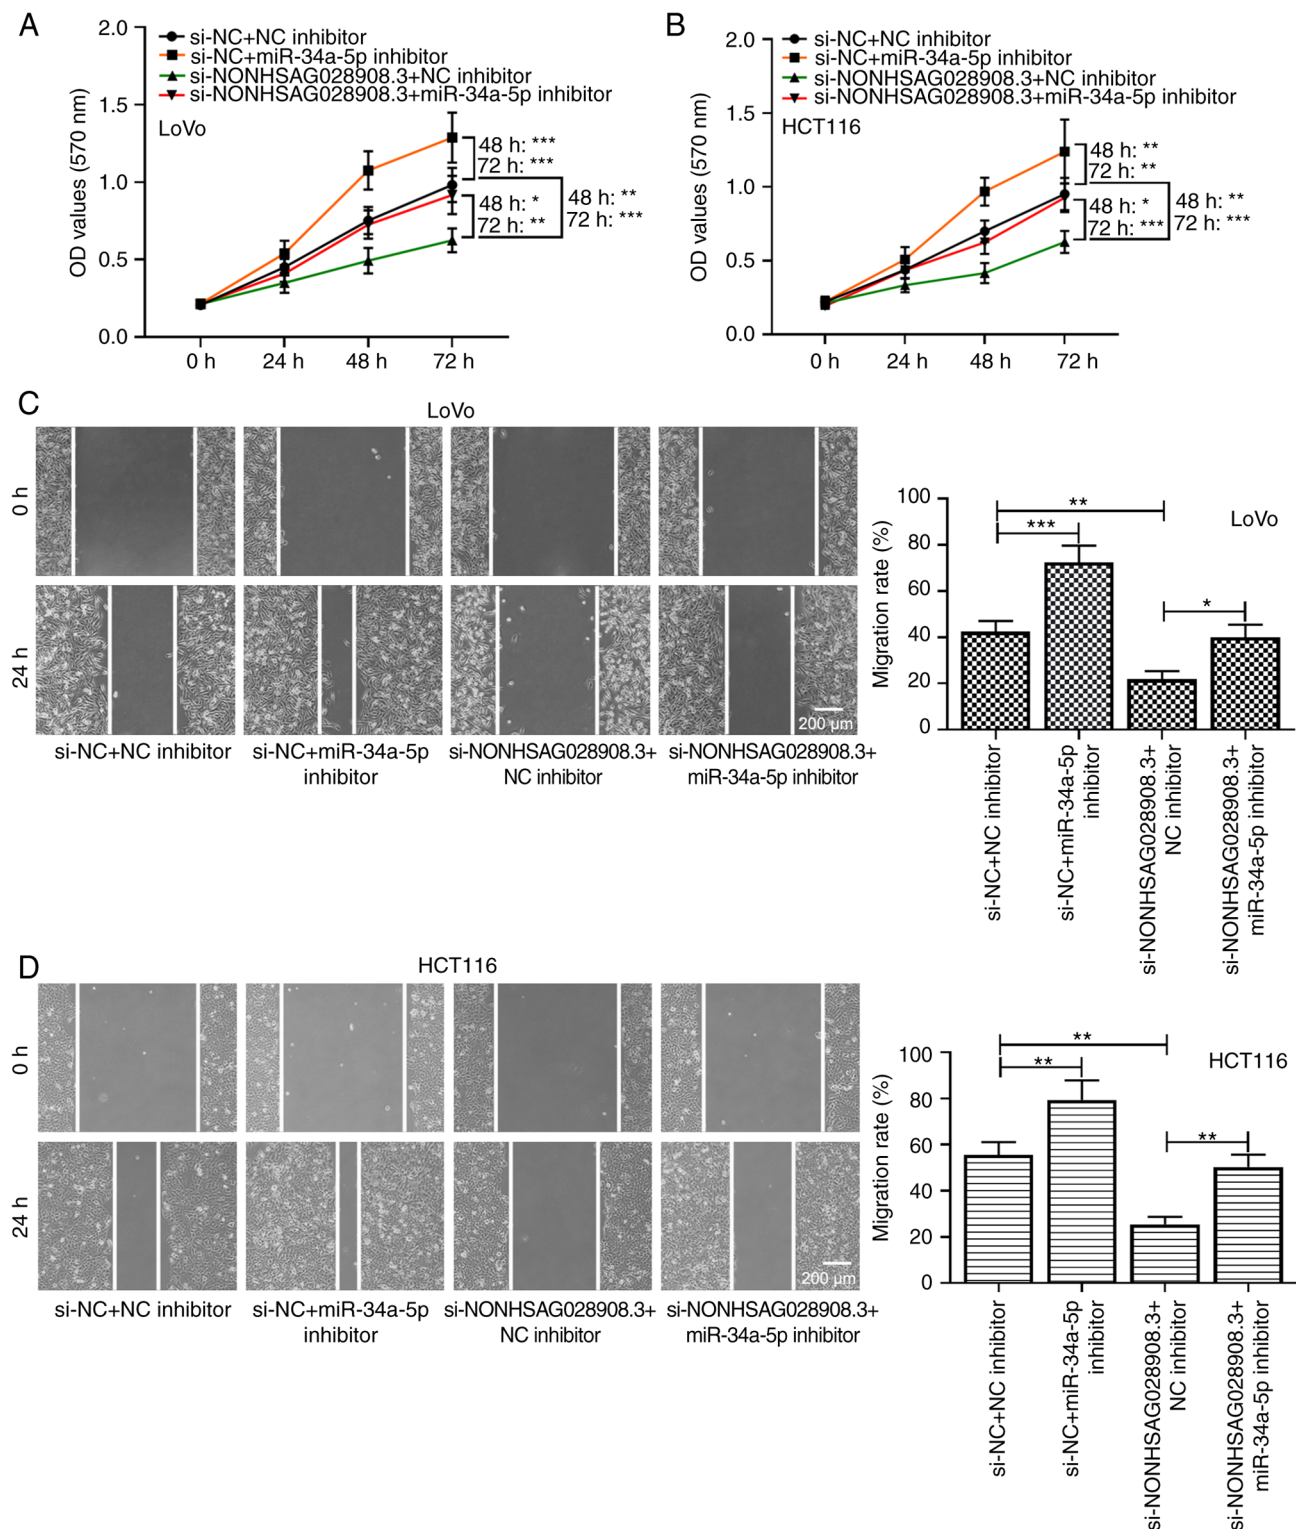 A
2.0
1.5
1.0
0.5
0.0
OD values (570 nm)
si-NC+NC inhibitor
si-NC+miR-34a-5p inhibitor
si-NONHSAG028908.3+NC inhibitor
si-NONHSAG028908.3+miR-34a-5p inhibitor
LoVo
48 h: ***
72 h: ***
48 h: *
72 h: **
48 h: **
72 h: ***
0 h
24 h
48 h
72 h
B
2.0
1.5
1.0
0.5
0.0
OD values (570 nm)
si-NC+NC inhibitor
si-NC+miR-34a-5p inhibitor
si-NONHSAG028908.3+NC inhibitor
si-NONHSAG028908.3+miR-34a-5p inhibitor
HCT116
48 h: **
72 h: **
48 h: *
72 h: ***
48 h: **
72 h: ***
0 h
24 h
48 h
72 h
C
LoVo
0 h
24 h
200 µm
si-NC+NC inhibitor
si-NC+miR-34a-5p
inhibitor
si-NONHSAG028908.3+
NC inhibitor
si-NONHSAG028908.3+
miR-34a-5p inhibitor
Migration rate (%)
100
80
60
40
20
0
**
***
*
LoVo
si-NC+NC inhibitor
si-NC+miR-34a-5p
inhibitor
si-NONHSAG028908.3+
NC inhibitor
si-NONHSAG028908.3+
miR-34a-5p inhibitor
D
HCT116
0 h
24 h
200 µm
si-NC+NC inhibitor
si-NC+miR-34a-5p
inhibitor
si-NONHSAG028908.3+
NC inhibitor
si-NONHSAG028908.3+
miR-34a-5p inhibitor
Migration rate (%)
100
80
60
40
20
0
**
**
**
HCT116
si-NC+NC inhibitor
si-NC+miR-34a-5p
inhibitor
si-NONHSAG028908.3+
NC inhibitor
si-NONHSAG028908.3+
miR-34a-5p inhibitor